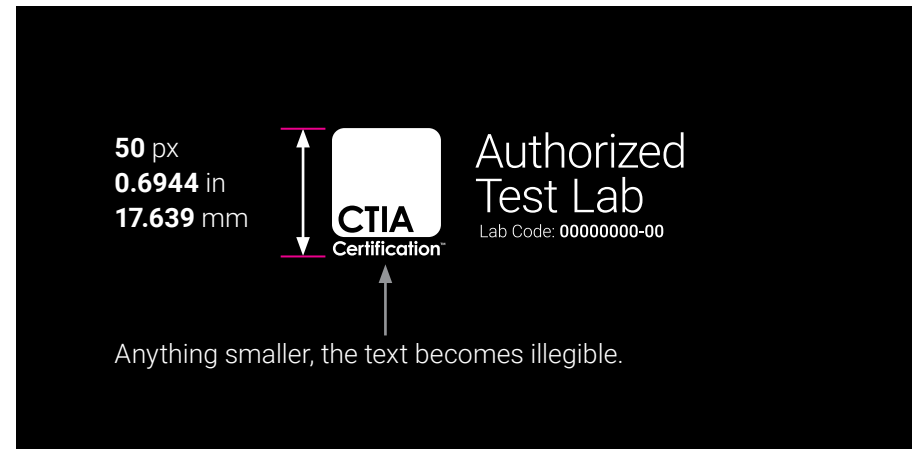 50 px
0.6944 in
17.639 mm
CTIA
Certification™
Authorized
Test Lab
Lab Code: 00000000-00
Anything smaller, the text becomes illegible.